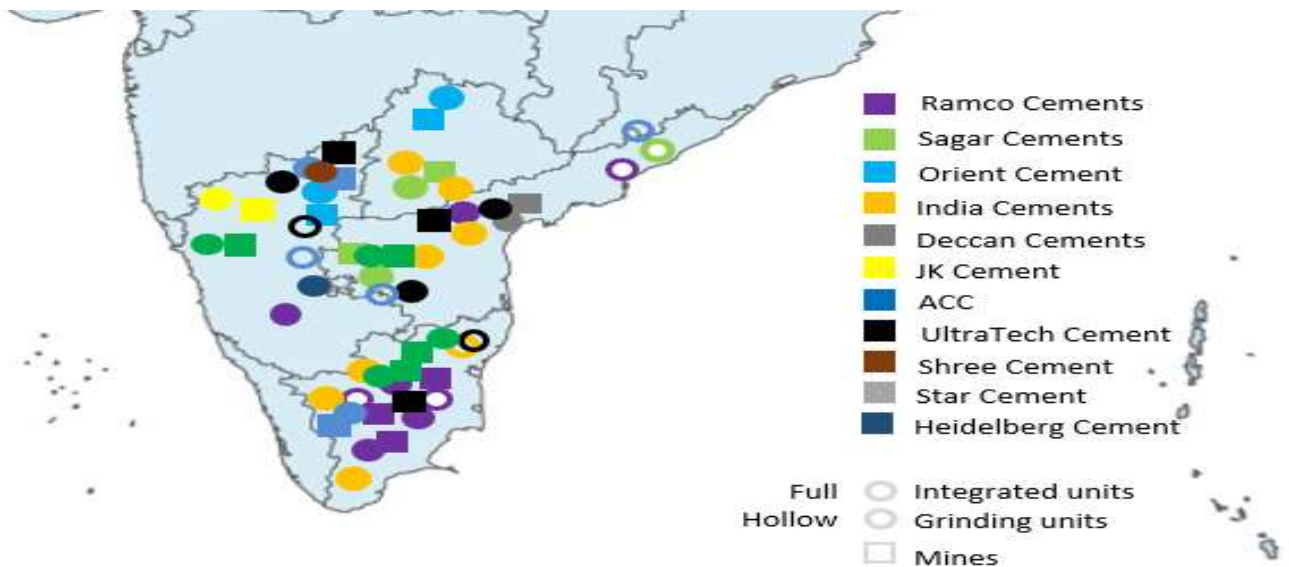 Ramco Cements
Sagar Cements
Orient Cement
India Cements
Deccan Cements
JK Cement
ACC
UltraTech Cement
Shree Cement
Star Cement
Heidelberg Cement
Full Integrated units
Hollow Grinding units
Mines